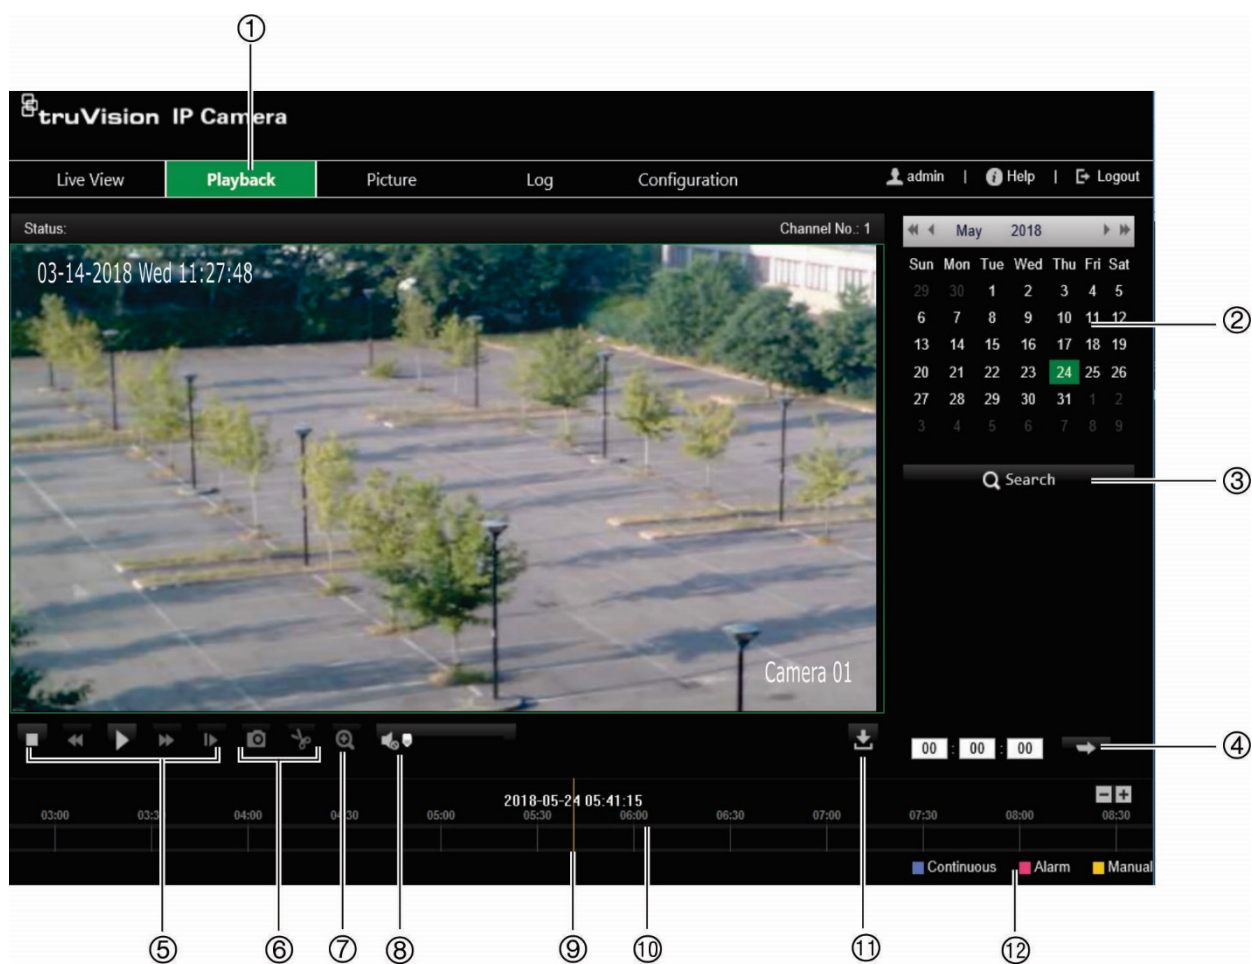 ①
truVision IP Camera
Live View Playback Picture Log Configuration admin | Help | Logout
Status: Channel No.: 1
03-14-2018 Wed 11:27:48
Camera 01
May 2018
Sun Mon Tue Wed Thu Fri Sat
29 30 1 2 3 4 5
6 7 8 9 10 11 12
②
13 14 15 16 17 18 19
20 21 22 23 24 25 26
27 28 29 30 31 1 2
3 4 5 6 7 8 9
Search
③
00 : 00 : 00
④
2018-05-24 05:41:15
03:00 03:3 04:00 04:30 05:00 05:30 06:00 06:30 07:00 07:30 08:00 08:30
Continuous Alarm Manual
⑤ ⑥ ⑦ ⑧ ⑨ ⑩ ⑪ ⑫